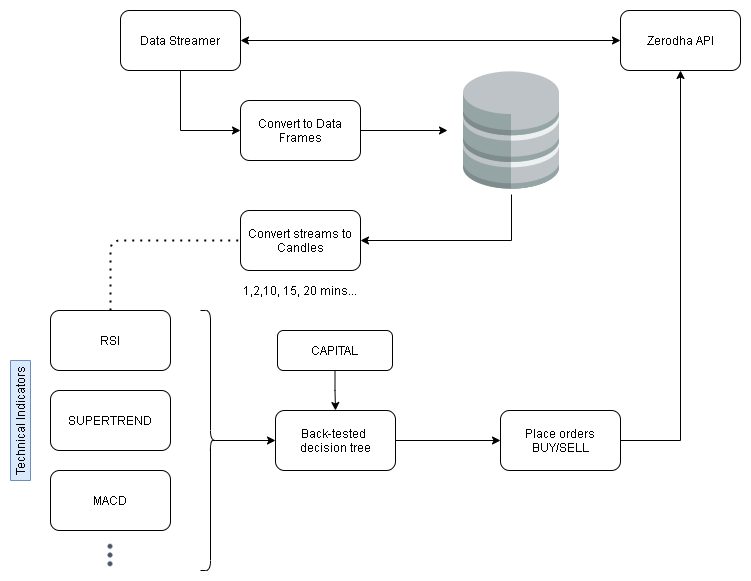 Data Streamer
Zerodha API
Convert to Data
Frames
Convert streams to
Candles
1,2,10, 15, 20 mins...
RSI
CAPITAL
Technical Indicators
SUPERTREND
Back-tested
decision tree
Place orders
BUY/SELL
MACD